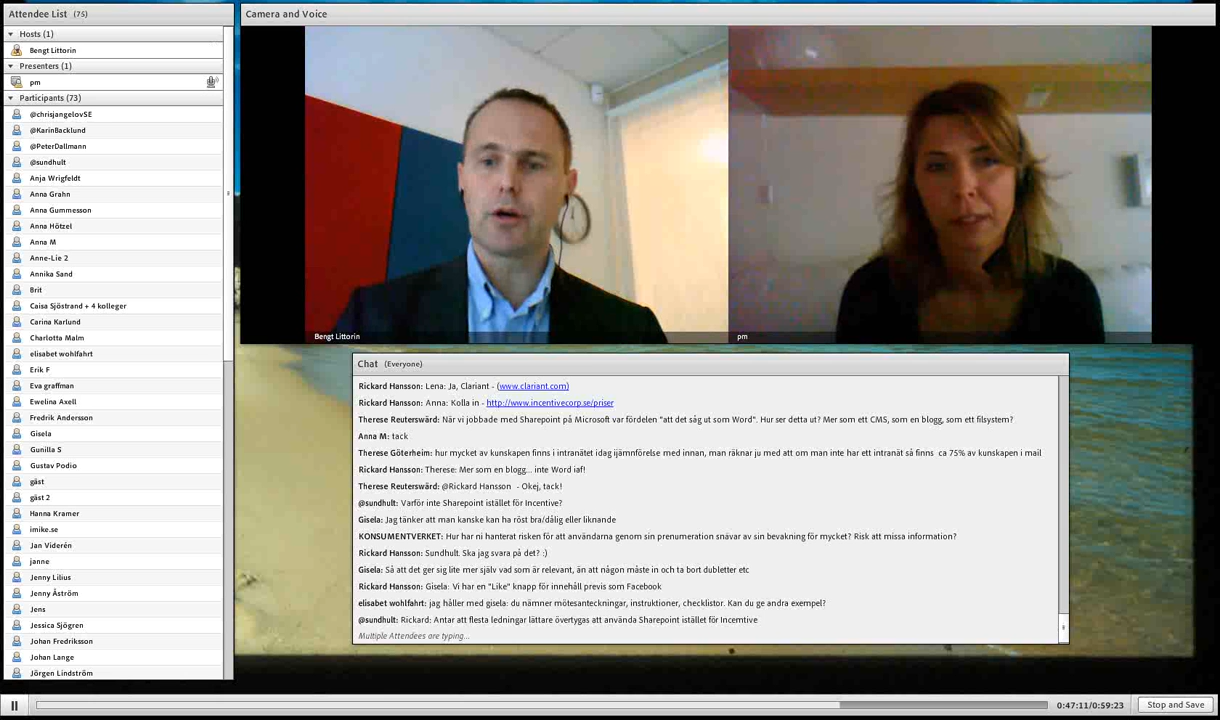 Attendee List (75)
Hosts (1)
Bengt Littorin
Presenters (1)
pm
Participants (73)
@chrisjangelovSE
@KarinBacklund
@PeterDallmann
@sundhult
Anja Wrigfeldt
Anna Grahn
Anna Gummesson
Anna Hötzel
Anna M
Anne-Lie 2
Annika Sand
Brit
Caisa Sjöstrand + 4 kolleger
Carina Karlund
Charlotta Malm
elisabet wohlfahrt
Erik F
Eva graffman
Ewelina Axell
Fredrik Andersson
Gisela
Gunilla S
Gustav Podio
gäst
gäst 2
Hanna Kramer
imike.se
Jan Viderén
janne
Jenny Lilius
Jenny Åström
Jens
Jessica Sjögren
Johan Fredriksson
Johan Lange
Jörgen Lindström
Camera and Voice
Bengt Littorin
pm
Chat (Everyone)
Rickard Hansson: Lena: Ja, Clariant - (www.clariant.com)
Rickard Hansson: Anna: Kolla in - http://www.incentivecorp.se/priser
Therese Reuterswärd: När vi jobbade med Sharepoint på Microsoft var fördelen "att det såg ut som Word". Hur ser detta ut? Mer som ett CMS, som en blogg, som ett filsystem?
Anna M: tack
Therese Göterheim: hur mycket av kunskapen finns i intranätet idag ijämnförelse med innan, man räknar ju med att om man inte har ett intranät så finns ca 75% av kunskapen i mail
Rickard Hansson: Therese: Mer som en blogg... inte Word iaf!
Therese Reuterswärd: @Rickard Hansson - Okej, tack!
@sundhult: Varför inte Sharepoint istället för Incentive?
Gisela: Jag tänker att man kanske kan ha röst bra/dålig eller liknande
KONSUMENTVERKET: Hur har ni hanterat risken för att användarna genom sin prenumeration snävar av sin bevakning för mycket? Risk att missa information?
Rickard Hansson: Sundhult. Ska jag svara på det? :)
Gisela: Så att det ger sig lite mer själv vad som är relevant, än att någon måste in och ta bort dubletter etc
Rickard Hansson: Gisela: Vi har en "Like" knapp för innehåll previs som Facebook
elisabet wohlfahrt: jag håller med gisela: du nämner mötesanteckningar, instruktioner, checklistor. Kan du ge andra exempel?
@sundhult: Rickard: Antar att flesta ledningar lättare övertygas att använda Sharepoint istället för Incemtive
Multiple Attendees are typing...
0:47:11/0:59:23
Stop and Save